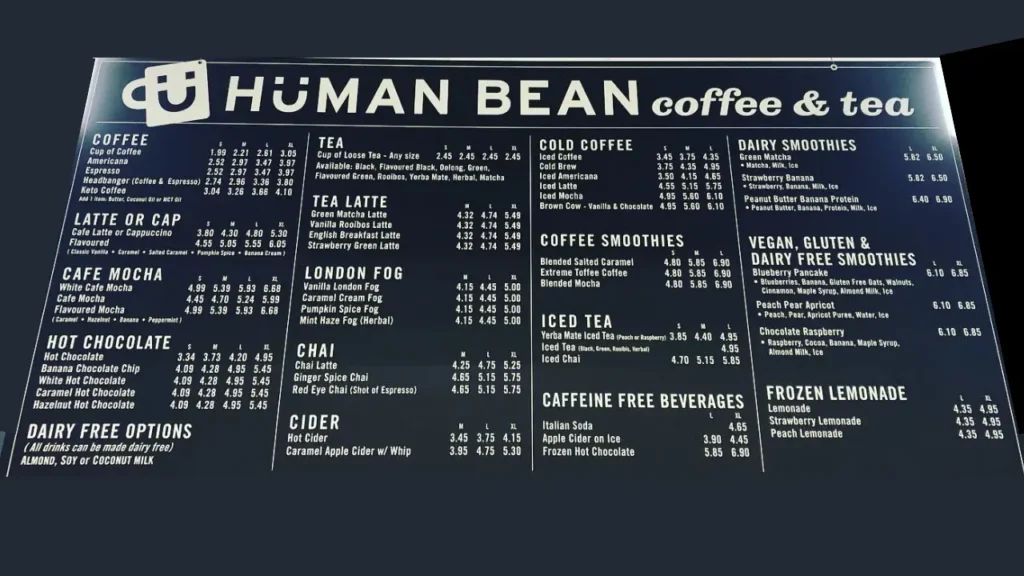 HÜMAN BEAN coffee & tea
COFFEE S M L XL
Cup of Coffee 1.99 2.21 2.61 3.05
Americana 2.52 2.97 3.47 3.97
Espresso 2.52 2.97 3.47 3.97
Headbanger (Coffee & Espresso) 2.74 2.96 3.36 3.80
Keto Coffee 3.04 3.26 3.66 4.10
Add 1 item: Butter, Coconut Oil or MCT Oil
LATTE OR CAP S M L XL
Cafe Latte or Cappuccino 3.80 4.30 4.80 5.30
Flavoured 4.55 5.05 5.55 6.05
(Classic Vanilla • Caramel • Salted Caramel • Pumpkin Spice • Banana Cream)
CAFE MOCHA S M L XL
White Cafe Mocha 4.99 5.39 5.93 6.68
Cafe Mocha 4.45 4.70 5.24 5.99
Flavoured Mocha 4.99 5.39 5.93 6.68
(Caramel • Hazelnut • Banana • Peppermint)
HOT CHOCOLATE S M L XL
Hot Chocolate 3.34 3.73 4.20 4.95
Banana Chocolate Chip 4.09 4.28 4.95 5.45
White Hot Chocolate 4.09 4.28 4.95 5.45
Caramel Hot Chocolate 4.09 4.28 4.95 5.45
Hazelnut Hot Chocolate 4.09 4.28 4.95 5.45
DAIRY FREE OPTIONS
(All drinks can be made dairy free)
ALMOND, SOY or COCONUT MILK
TEA S M L XL
Cup of Loose Tea - Any size 2.45 2.45 2.45 2.45
Available: Black, Flavoured Black, Oolong, Green,
Flavoured Green, Rooibos, Yerba Mate, Herbal, Matcha
TEA LATTE M L XL
Green Matcha Latte 4.32 4.74 5.49
Vanilla Rooibos Latte 4.32 4.74 5.49
English Breakfast Latte 4.32 4.74 5.49
Strawberry Green Latte 4.32 4.74 5.49
LONDON FOG M L XL
Vanilla London Fog 4.15 4.45 5.00
Caramel Cream Fog 4.15 4.45 5.00
Pumpkin Spice Fog 4.15 4.45 5.00
Mint Haze Fog (Herbal) 4.15 4.45 5.00
CHAI M L XL
Chai Latte 4.25 4.75 5.25
Ginger Spice Chai 4.65 5.15 5.75
Red Eye Chai (Shot of Espresso) 4.65 5.15 5.75
CIDER M L XL
Hot Cider 3.45 3.75 4.15
Caramel Apple Cider w/ Whip 3.95 4.75 5.30
COLD COFFEE M L XL
Iced Coffee 3.45 3.75 4.35
Cold Brew 3.75 4.35 4.95
Iced Americana 3.50 4.15 4.65
Iced Latte 4.55 5.15 5.75
Iced Mocha 4.95 5.60 6.10
Brown Cow - Vanilla & Chocolate 4.95 5.60 6.10
COFFEE SMOOTHIES M L XL
Blended Salted Caramel 4.80 5.85 6.90
Extreme Toffee Coffee 4.80 5.85 6.90
Blended Mocha 4.80 5.85 6.90
ICED TEA M L XL
Yerba Mate Iced Tea (Peach or Raspberry) 3.85 4.40 4.95
Iced Tea (Black, Green, Rooibis, Herbal) 4.95
Iced Chai 4.70 5.15 5.85
CAFFEINE FREE BEVERAGES L XL
Italian Soda 4.65
Apple Cider on Ice 3.90 4.45
Frozen Hot Chocolate 5.85 6.90
DAIRY SMOOTHIES L XL
Green Matcha 5.82 6.50
• Matcha, Milk, Ice
Strawberry Banana 5.82 6.50
• Strawberry, Banana, Milk, Ice
Peanut Butter Banana Protein 6.40 6.90
• Peanut Butter, Banana, Protein, Milk, Ice
VEGAN, GLUTEN &
DAIRY FREE SMOOTHIES L XL
Blueberry Pancake 6.10 6.85
• Blueberries, Banana, Gluten Free Oats, Walnuts,
Cinnamon, Maple Syrup, Almond Milk, Ice
Peach Pear Apricot 6.10 6.85
• Peach, Pear, Apricot Puree, Water, Ice
Chocolate Raspberry 6.10 6.85
• Raspberry, Cocoa, Banana, Maple Syrup,
Almond Milk, Ice
FROZEN LEMONADE L XL
Lemonade 4.35 4.95
Strawberry Lemonade 4.35 4.95
Peach Lemonade 4.35 4.95